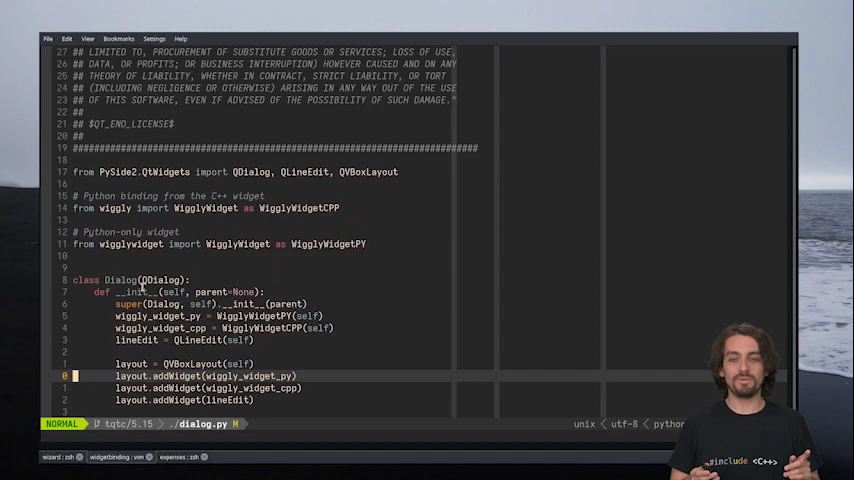 File Edit View Bookmarks Settings Help
27 ## LIMITED TO, PROCUREMENT OF SUBSTITUTE GOODS OR SERVICES; LOSS OF USE,
26 ## DATA, OR PROFITS; OR BUSINESS INTERRUPTION) HOWEVER CAUSED AND ON ANY
25 ## THEORY OF LIABILITY, WHETHER IN CONTRACT, STRICT LIABILITY, OR TORT
24 ## (INCLUDING NEGLIGENCE OR OTHERWISE) ARISING IN ANY WAY OUT OF THE USE
23 ## OF THIS SOFTWARE, EVEN IF ADVISED OF THE POSSIBILITY OF SUCH DAMAGE."
22 ##
21 ## $QT_END_LICENSE$
20 ##
19 ############################################################################
18
17 from PySide2.QtWidgets import QDialog, QLineEdit, QVBoxLayout
16
15 # Python binding from the C++ widget
14 from wiggly import WigglyWidget as WigglyWidgetCPP
13
12 # Python-only widget
11 from wigglywidget import WigglyWidget as WigglyWidgetPY
10
9
8 class Dialog(QDialog):
7 def __init__(self, parent=None):
6 super(Dialog, self).__init__(parent)
5 wiggly_widget_py = WigglyWidgetPY(self)
4 wiggly_widget_cpp = WigglyWidgetCPP(self)
3 lineEdit = QLineEdit(self)
2
1 layout = QVBoxLayout(self)
0 layout.addWidget(wiggly_widget_py)
1 layout.addWidget(wiggly_widget_cpp)
2 layout.addWidget(lineEdit)
3
NORMAL tqtc/5.15 ./dialog.py M unix utf-8 python
wizard : zsh widgetbinding : vim expenses : zsh
#include <C++>